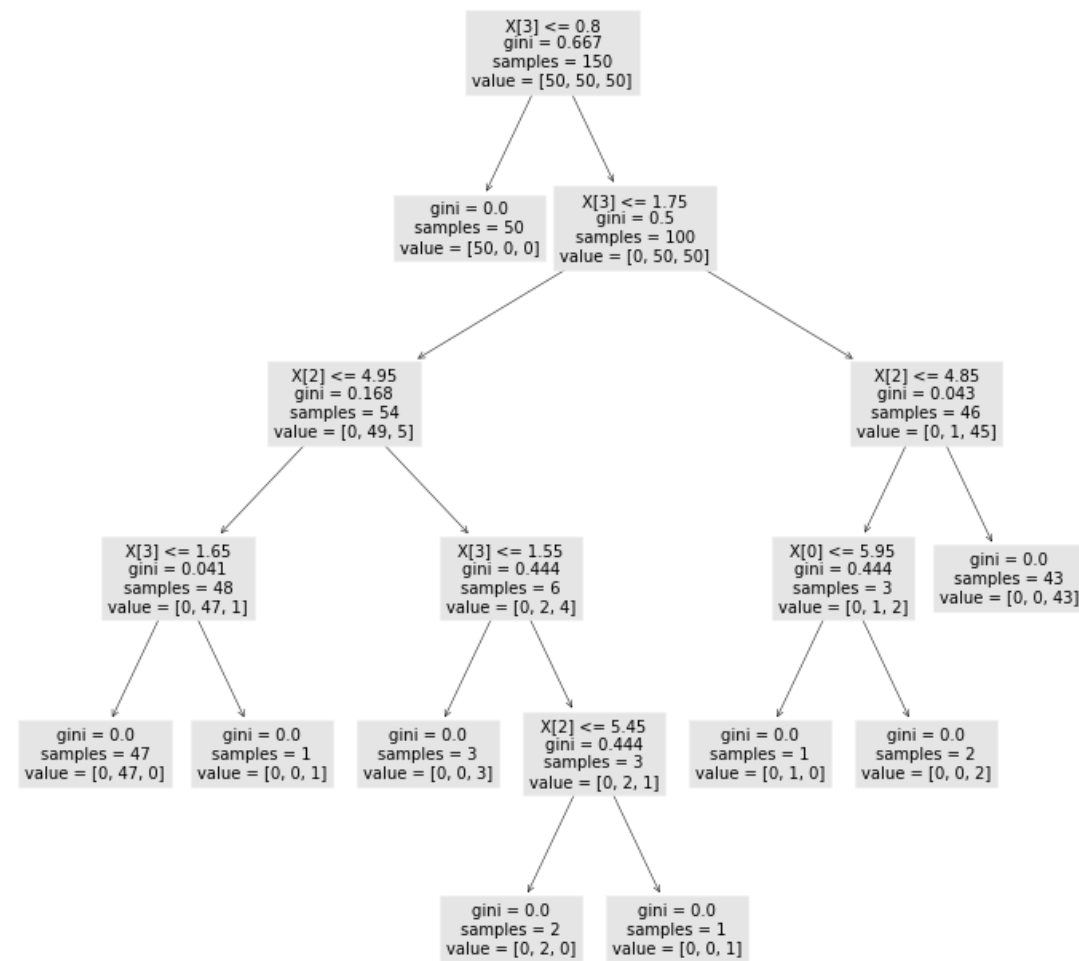 X[3] <= 0.8
gini = 0.667
samples = 150
value = [50, 50, 50]
gini = 0.0
samples = 50
value = [50, 0, 0]
X[3] <= 1.75
gini = 0.5
samples = 100
value = [0, 50, 50]
X[2] <= 4.95
gini = 0.168
samples = 54
value = [0, 49, 5]
X[2] <= 4.85
gini = 0.043
samples = 46
value = [0, 1, 45]
X[3] <= 1.65
gini = 0.041
samples = 48
value = [0, 47, 1]
X[3] <= 1.55
gini = 0.444
samples = 6
value = [0, 2, 4]
X[0] <= 5.95
gini = 0.444
samples = 3
value = [0, 1, 2]
gini = 0.0
samples = 43
value = [0, 0, 43]
gini = 0.0
samples = 47
value = [0, 47, 0]
gini = 0.0
samples = 1
value = [0, 0, 1]
gini = 0.0
samples = 3
value = [0, 0, 3]
X[2] <= 5.45
gini = 0.444
samples = 3
value = [0, 2, 1]
gini = 0.0
samples = 1
value = [0, 1, 0]
gini = 0.0
samples = 2
value = [0, 0, 2]
gini = 0.0
samples = 2
value = [0, 2, 0]
gini = 0.0
samples = 1
value = [0, 0, 1]